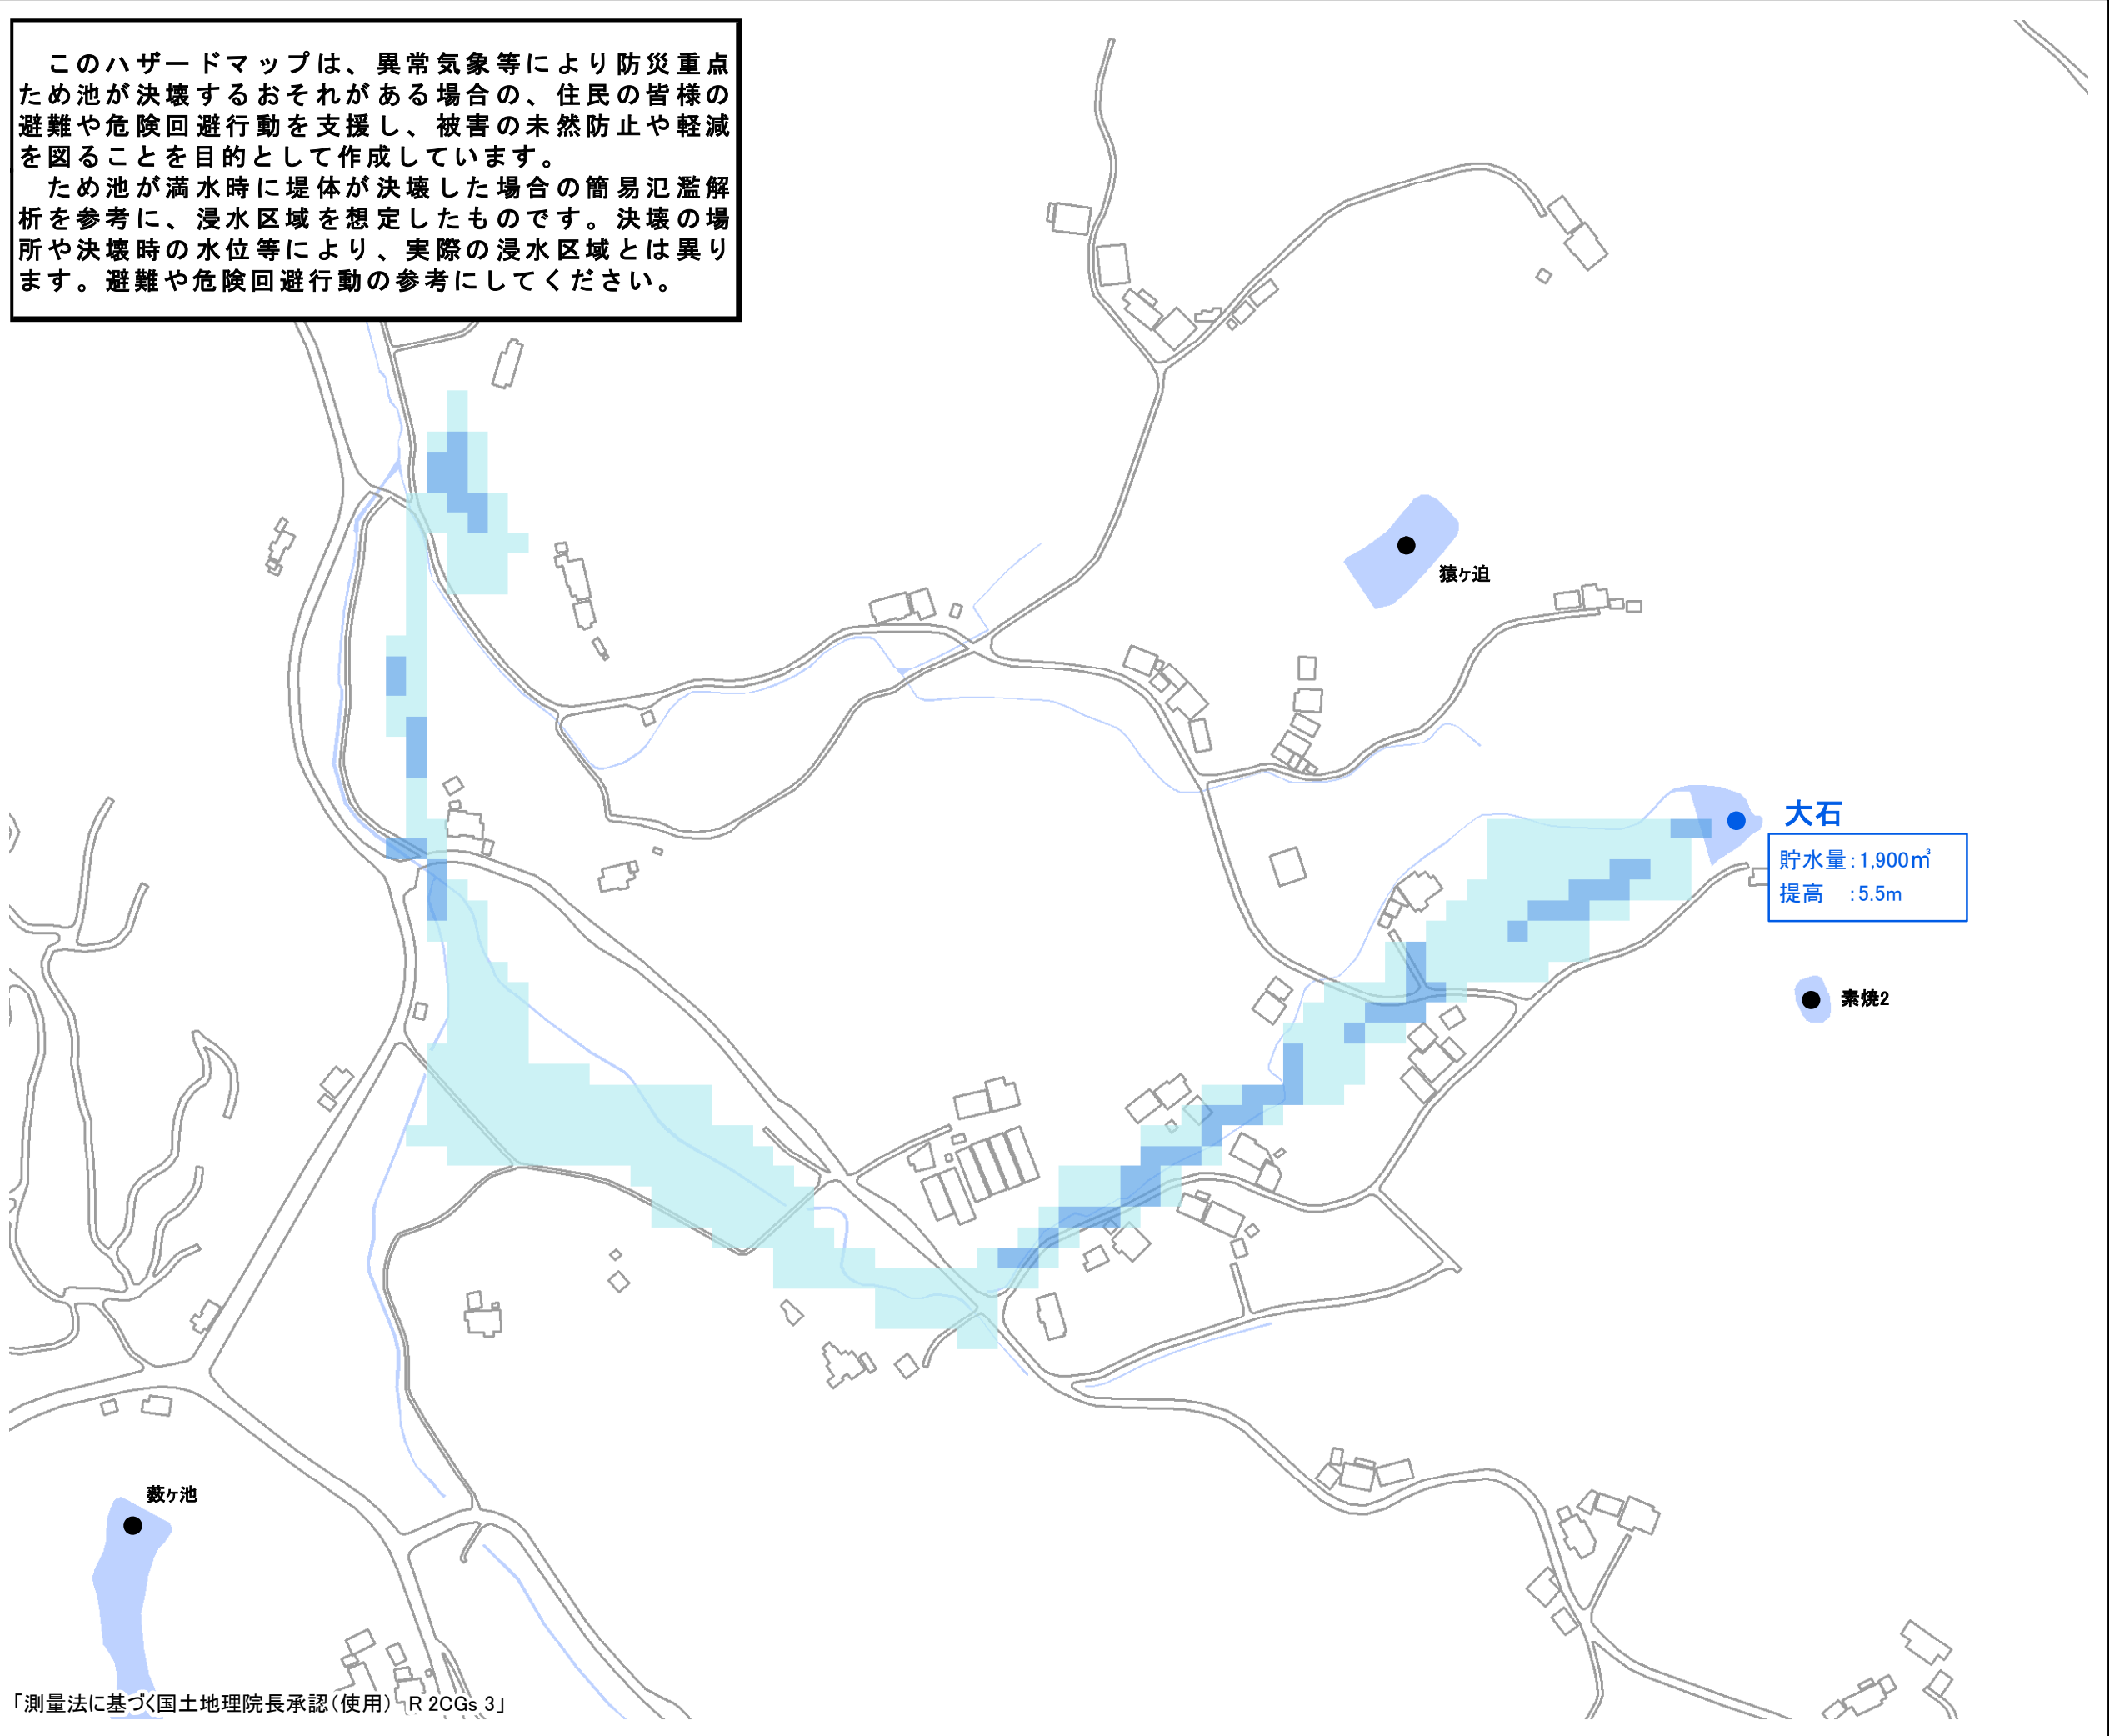 このハザードマップは、異常気象等により防災重点
ため池が決壊するおそれがある場合の、住民の皆様の
避難や危険回避行動を支援し、被害の未然防止や軽減
を図ることを目的として作成しています。
ため池が満水時に堤体が決壊した場合の簡易氾濫解
析を参考に、浸水区域を想定したものです。決壊の場
所や決壊時の水位等により、実際の浸水区域とは異り
ます。避難や危険回避行動の参考にしてください。
猿ヶ迫
大石
貯水量：1,900㎥
提高　：5.5m
素焼2
薮ヶ池
「測量法に基づく国土地理院長承認（使用） R 2CGs 3」